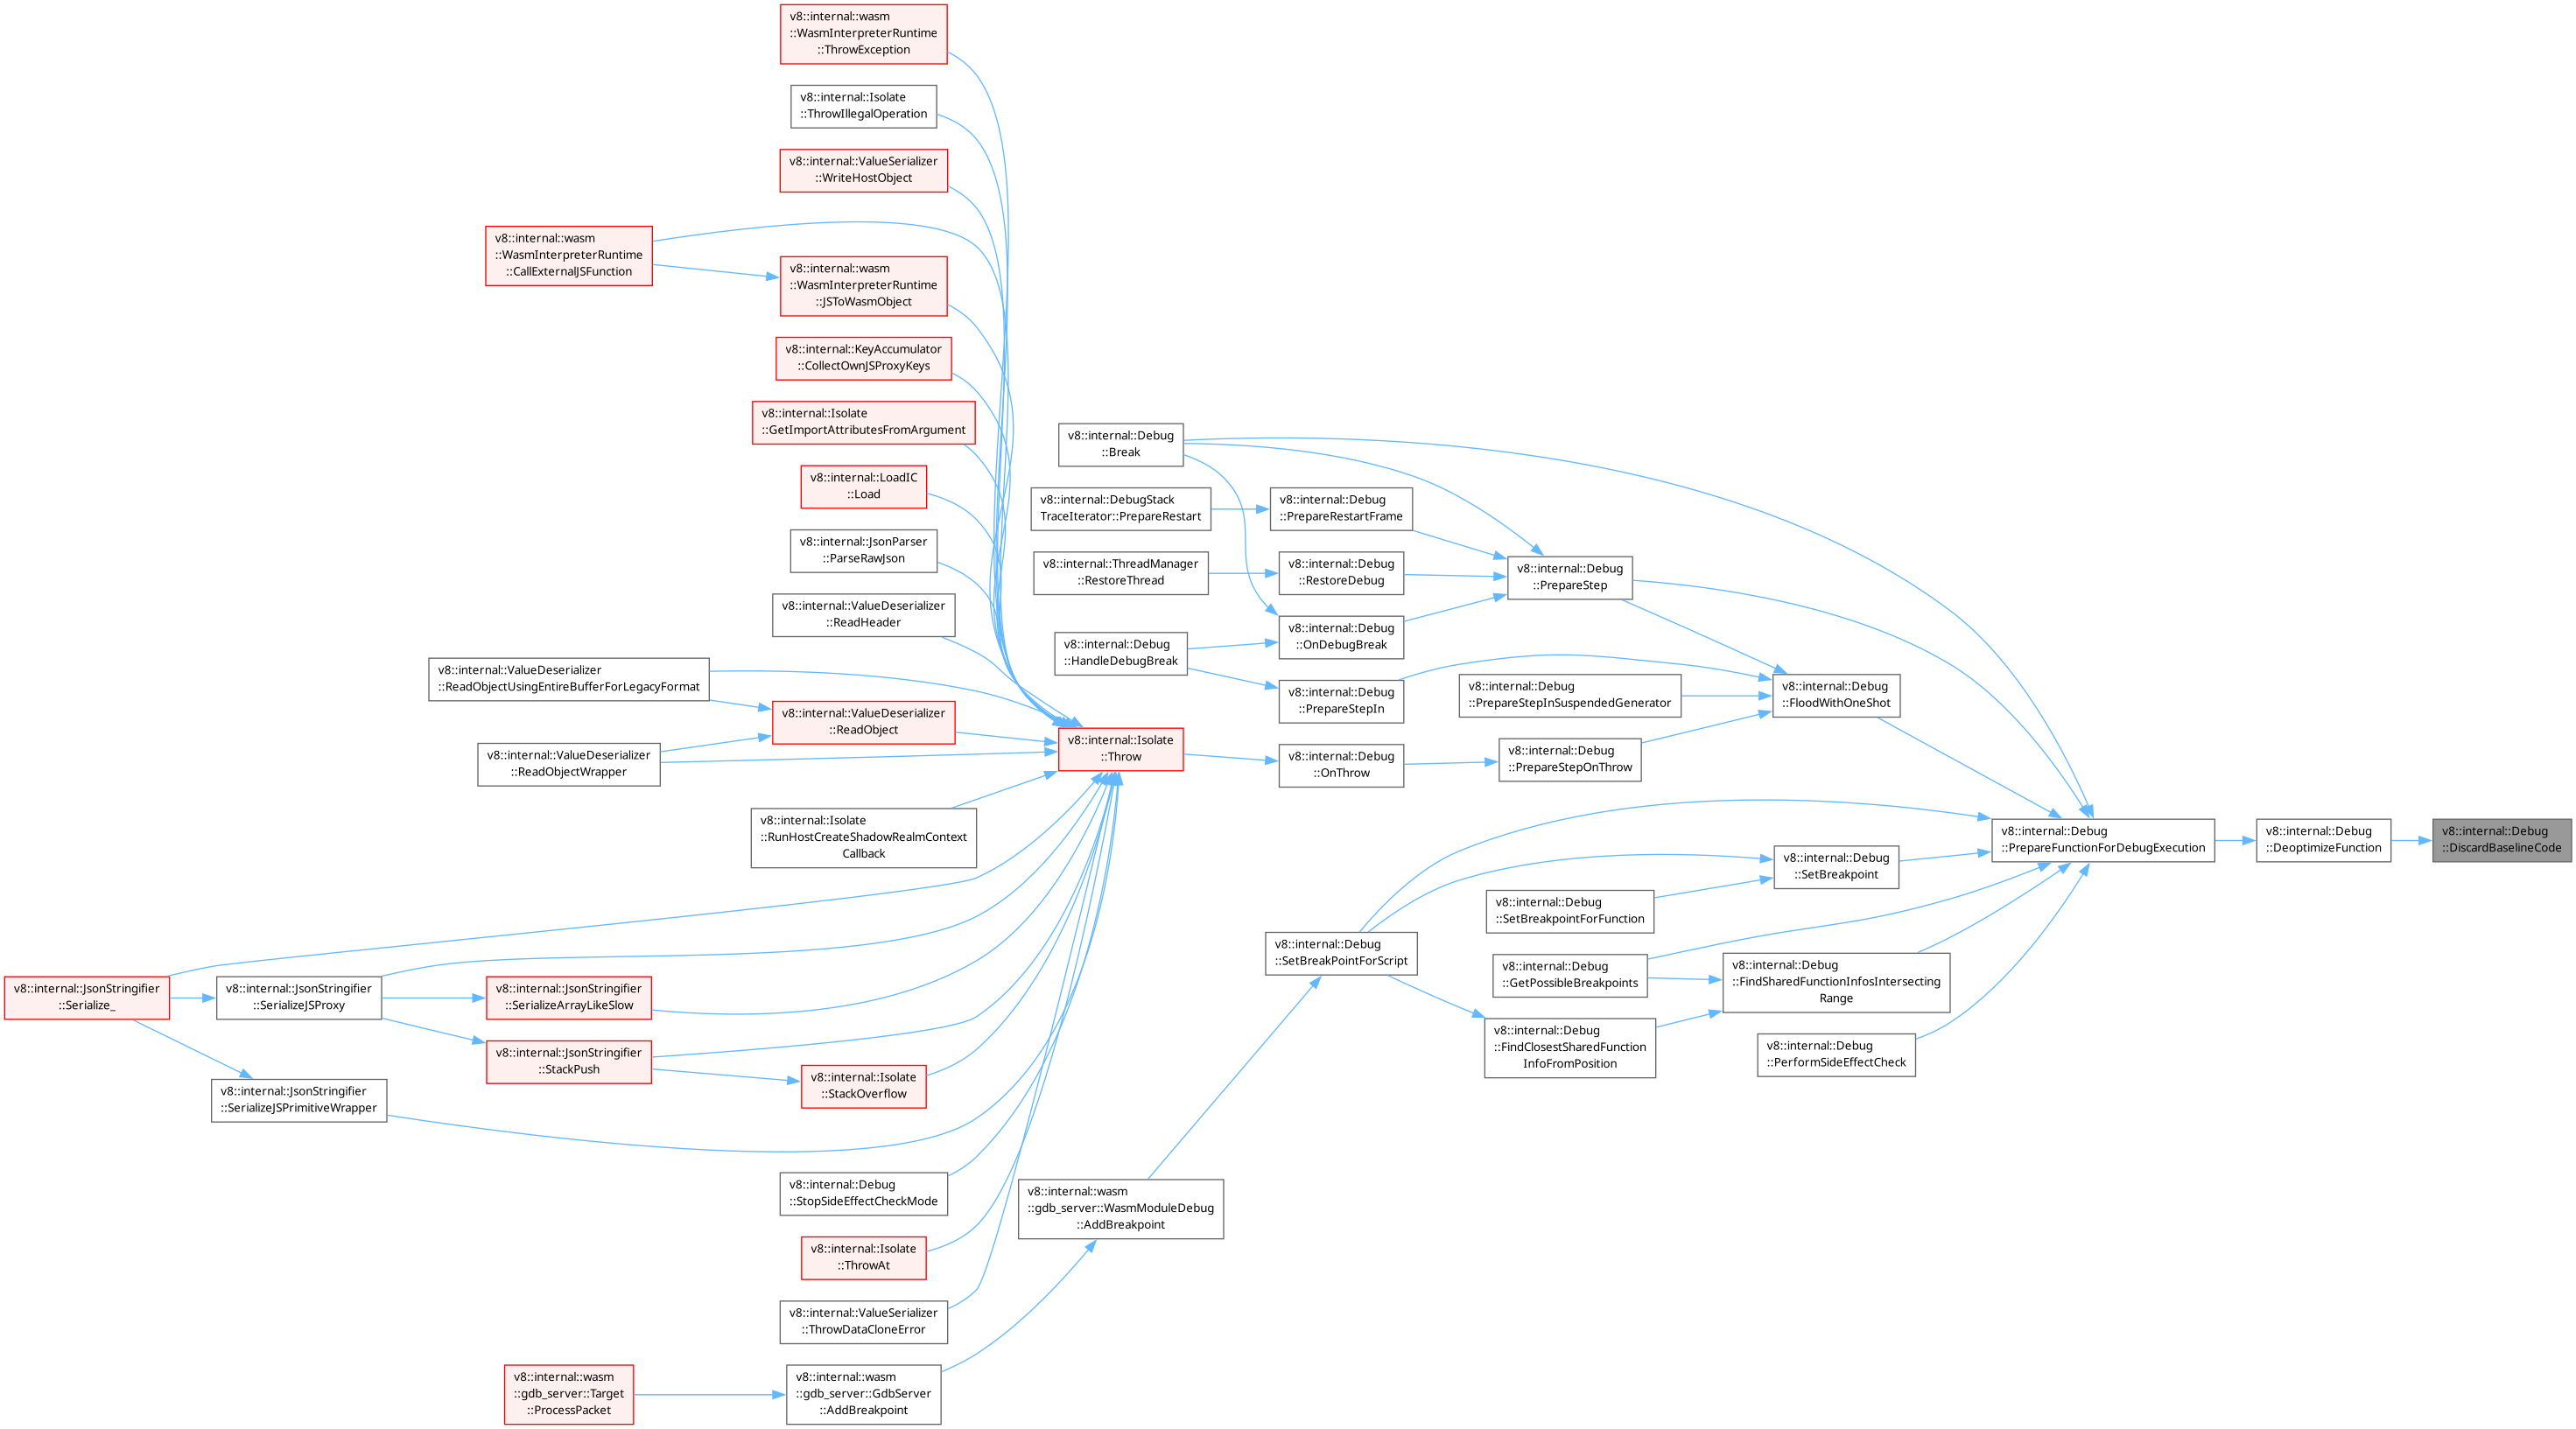 v8::internal::wasm
::WasmInterpreterRuntime
::ThrowException
v8::internal::Isolate
::ThrowIllegalOperation
v8::internal::ValueSerializer
::WriteHostObject
v8::internal::wasm
::WasmInterpreterRuntime
::CallExternalJSFunction
v8::internal::wasm
::WasmInterpreterRuntime
::JSToWasmObject
v8::internal::KeyAccumulator
::CollectOwnJSProxyKeys
v8::internal::Isolate
::GetImportAttributesFromArgument
v8::internal::LoadIC
::Load
v8::internal::JsonParser
::ParseRawJson
v8::internal::ValueDeserializer
::ReadHeader
v8::internal::ValueDeserializer
::ReadObjectUsingEntireBufferForLegacyFormat
v8::internal::ValueDeserializer
::ReadObject
v8::internal::ValueDeserializer
::ReadObjectWrapper
v8::internal::Isolate
::RunHostCreateShadowRealmContext
Callback
v8::internal::JsonStringifier
::Serialize_
v8::internal::JsonStringifier
::SerializeJSProxy
v8::internal::JsonStringifier
::SerializeArrayLikeSlow
v8::internal::JsonStringifier
::StackPush
v8::internal::Isolate
::StackOverflow
v8::internal::JsonStringifier
::SerializeJSPrimitiveWrapper
v8::internal::Debug
::StopSideEffectCheckMode
v8::internal::Isolate
::ThrowAt
v8::internal::ValueSerializer
::ThrowDataCloneError
v8::internal::wasm
::gdb_server::Target
::ProcessPacket
v8::internal::wasm
::gdb_server::GdbServer
::AddBreakpoint
v8::internal::Debug
::Break
v8::internal::DebugStack
TraceIterator::PrepareRestart
v8::internal::ThreadManager
::RestoreThread
v8::internal::Debug
::HandleDebugBreak
v8::internal::Isolate
::Throw
v8::internal::wasm
::gdb_server::WasmModuleDebug
::AddBreakpoint
v8::internal::Debug
::PrepareRestartFrame
v8::internal::Debug
::RestoreDebug
v8::internal::Debug
::OnDebugBreak
v8::internal::Debug
::PrepareStepIn
v8::internal::Debug
::OnThrow
v8::internal::Debug
::SetBreakPointForScript
v8::internal::Debug
::PrepareStep
v8::internal::Debug
::PrepareStepInSuspendedGenerator
v8::internal::Debug
::PrepareStepOnThrow
v8::internal::Debug
::SetBreakpointForFunction
v8::internal::Debug
::GetPossibleBreakpoints
v8::internal::Debug
::FindClosestSharedFunction
InfoFromPosition
v8::internal::Debug
::FloodWithOneShot
v8::internal::Debug
::SetBreakpoint
v8::internal::Debug
::FindSharedFunctionInfosIntersecting
Range
v8::internal::Debug
::PerformSideEffectCheck
v8::internal::Debug
::PrepareFunctionForDebugExecution
v8::internal::Debug
::DeoptimizeFunction
v8::internal::Debug
::DiscardBaselineCode